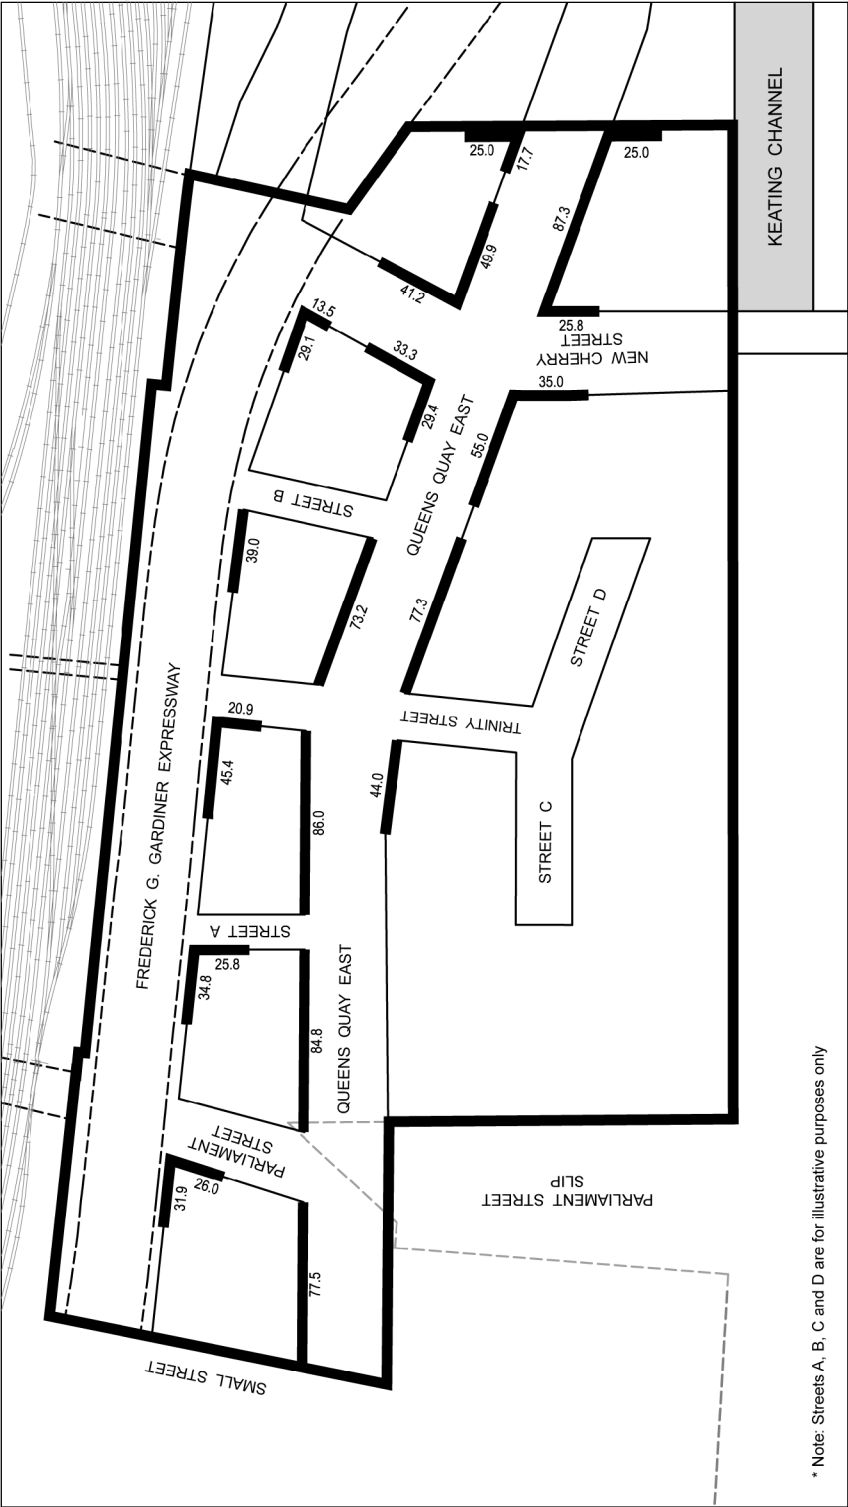 KEATING CHANNEL
25.0
17.7
25.0
87.3
49.9
41.2
13.5
29.1
33.3
29.4
25.8
NEW CHERRY
STREET
35.0
55.0
QUEENS QUAY EAST
STREET B
39.0
73.2
77.3
STREET D
TRINITY STREET
FREDERICK G. GARDINER EXPRESSWAY
20.9
45.4
86.0
44.0
STREET C
STREET A
25.8
34.8
84.8
QUEENS QUAY EAST
PARLIAMENT
STREET
26.0
31.9
77.5
PARLIAMENT STREET
SLIP
SMALL STREET
* Note: Streets A, B, C and D are for illustrative purposes only